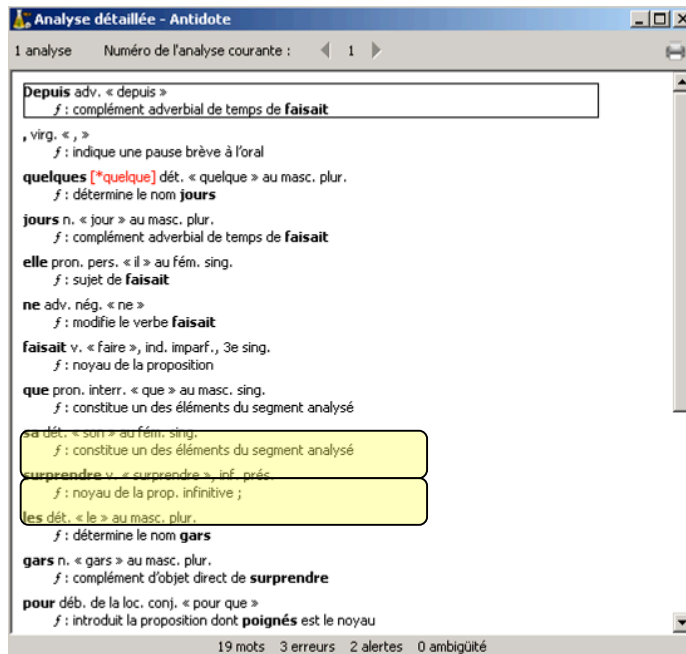 Analyse détaillée - Antidote
1 analyse Numéro de l'analyse courante : 1
Depuis adv. « depuis »
f : complément adverbial de temps de faisait
, virg. « , »
f : indique une pause brève à l'oral
quelques [*quelque] dét. « quelque » au masc. plur.
f : détermine le nom jours
jours n. « jour » au masc. plur.
f : complément adverbial de temps de faisait
elle pron. pers. « il » au fém. sing.
f : sujet de faisait
ne adv. nég. « ne »
f : modifie le verbe faisait
faisait v. « faire », ind. imparf., 3e sing.
f : noyau de la proposition
que pron. interr. « que » au masc. sing.
f : constitue un des éléments du segment analysé
sa dét. « son » au fém. sing.
f : constitue un des éléments du segment analysé
surprendre v. « surprendre », inf. prés.
f : noyau de la prop. infinitive ;
les dét. « le » au masc. plur.
f : détermine le nom gars
gars n. « gars » au masc. plur.
f : complément d'objet direct de surprendre
pour déb. de la loc. conj. « pour que »
f : introduit la proposition dont poignés est le noyau
19 mots 3 erreurs 2 alertes 0 ambigüité